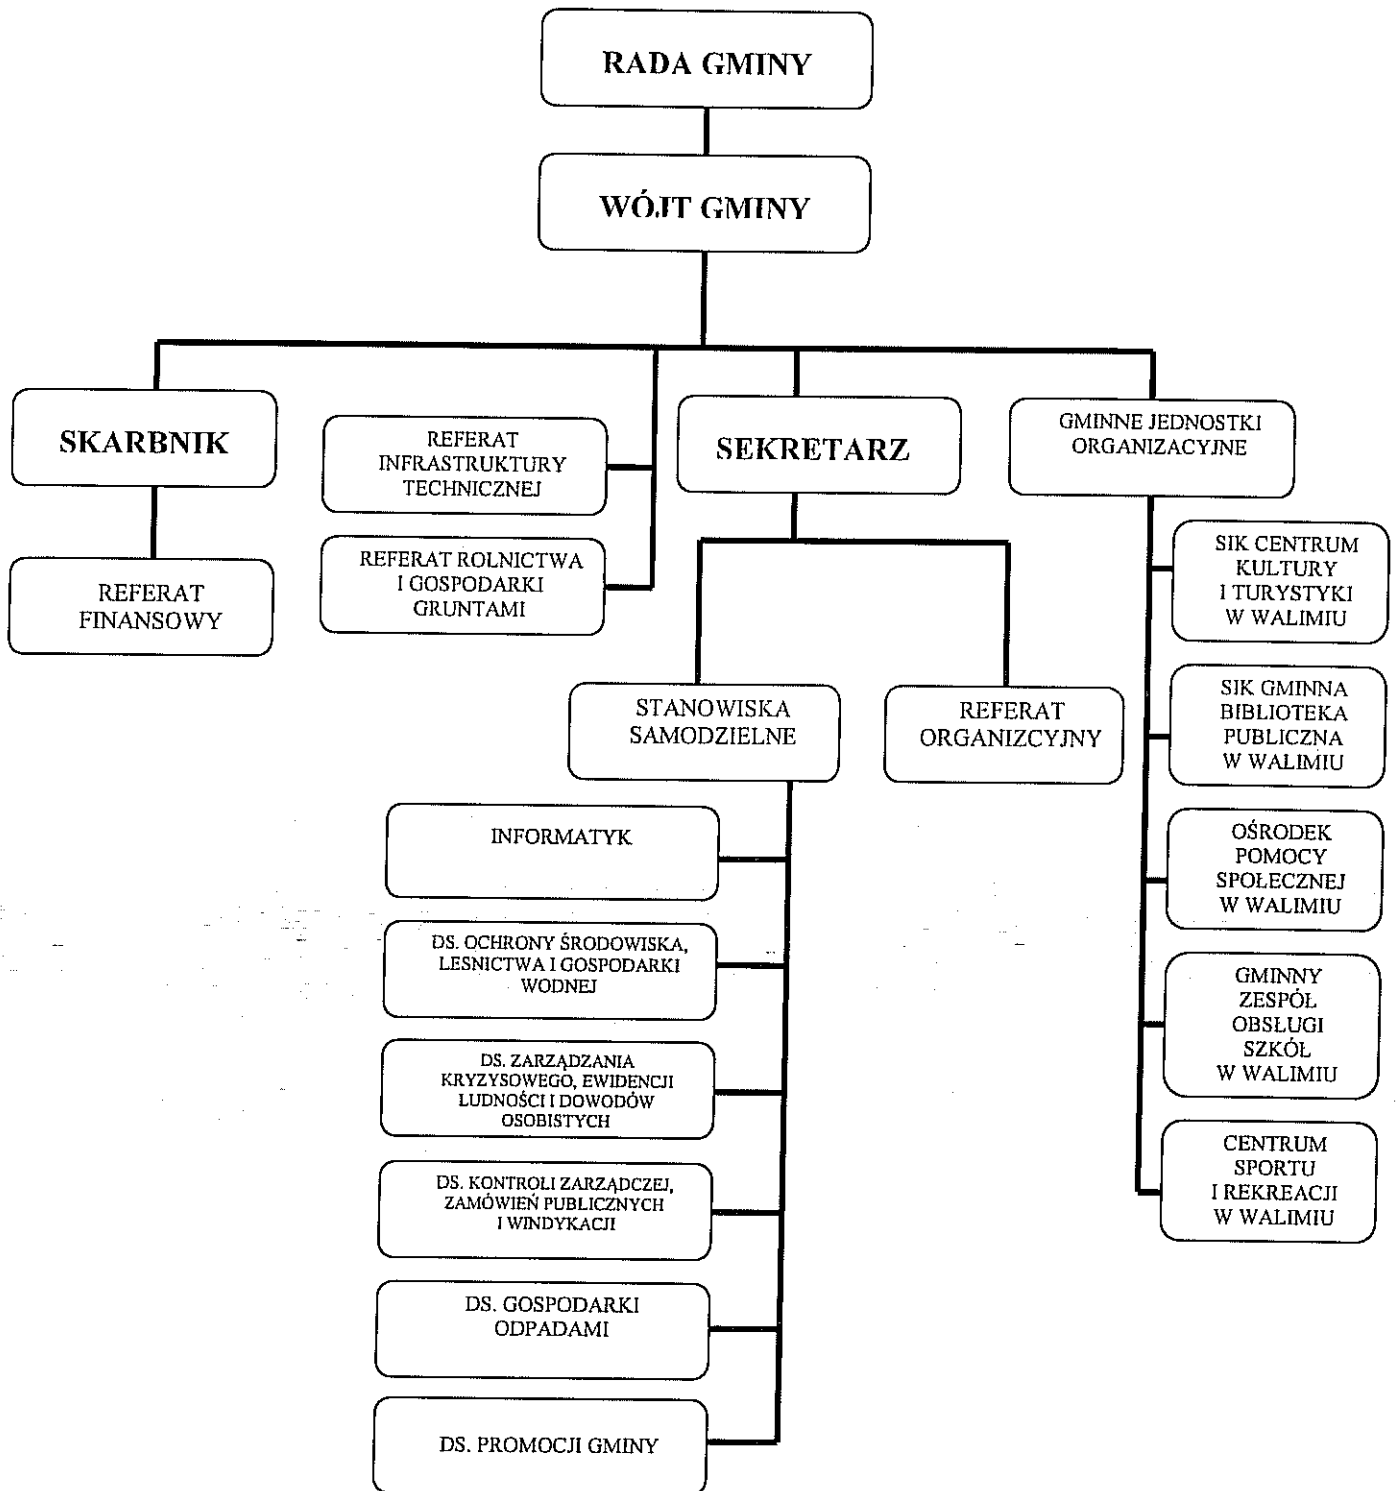 RADA GMINY
WÓJT GMINY
SKARBNIK
REFERAT
FINANSOWY
REFERAT
INFRASTRUKTURY
TECHNICZNEJ
REFERAT ROLNICTWA
I GOSPODARKI
GRUNTAMI
SEKRETARZ
STANOWISKA
SAMODZIELNE
REFERAT
ORGANIZCYJNY
INFORMATYK
DS. OCHRONY ŚRODOWISKA,
LESNICTWA I GOSPODARKI
WODNEJ
DS. ZARZĄDZANIA
KRYZYSOWEGO, EWIDENCJI
LUDNOŚCI I DOWODÓW
OSOBISTYCH
DS. KONTROLI ZARZĄDCZEJ,
ZAMÓWIEŃ PUBLICZNYCH
I WINDYKACJI
DS. GOSPODARKI
ODPADAMI
DS. PROMOCJI GMINY
GMINNE JEDNOSTKI
ORGANIZACYJNE
SIK CENTRUM
KULTURY
I TURYSTYKI
W WALIMIU
SIK GMINNA
BIBLIOTEKA
PUBLICZNA
W WALIMIU
OŚRODEK
POMOCY
SPOŁECZNEJ
W WALIMIU
GMINNY
ZESPÓŁ
OBSŁUGI
SZKÓŁ
W WALIMIU
CENTRUM
SPORTU
I REKREACJI
W WALIMIU